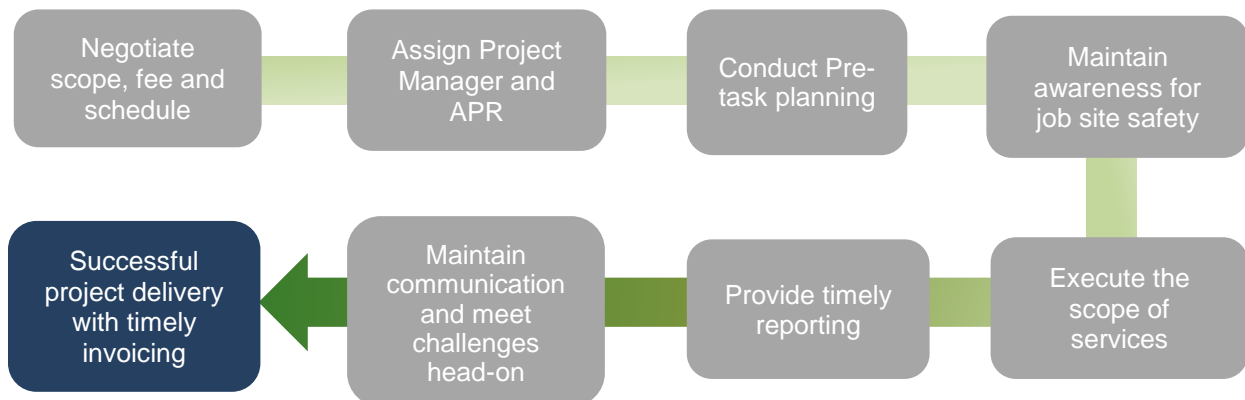 Negotiate
scope, fee and
schedule
Assign Project
Manager and
APR
Conduct Pre-
task planning
Maintain
awareness for
job site safety
Execute the
scope of
services
Provide timely
reporting
Maintain
communication
and meet
challenges
head-on
Successful
project delivery
with timely
invoicing